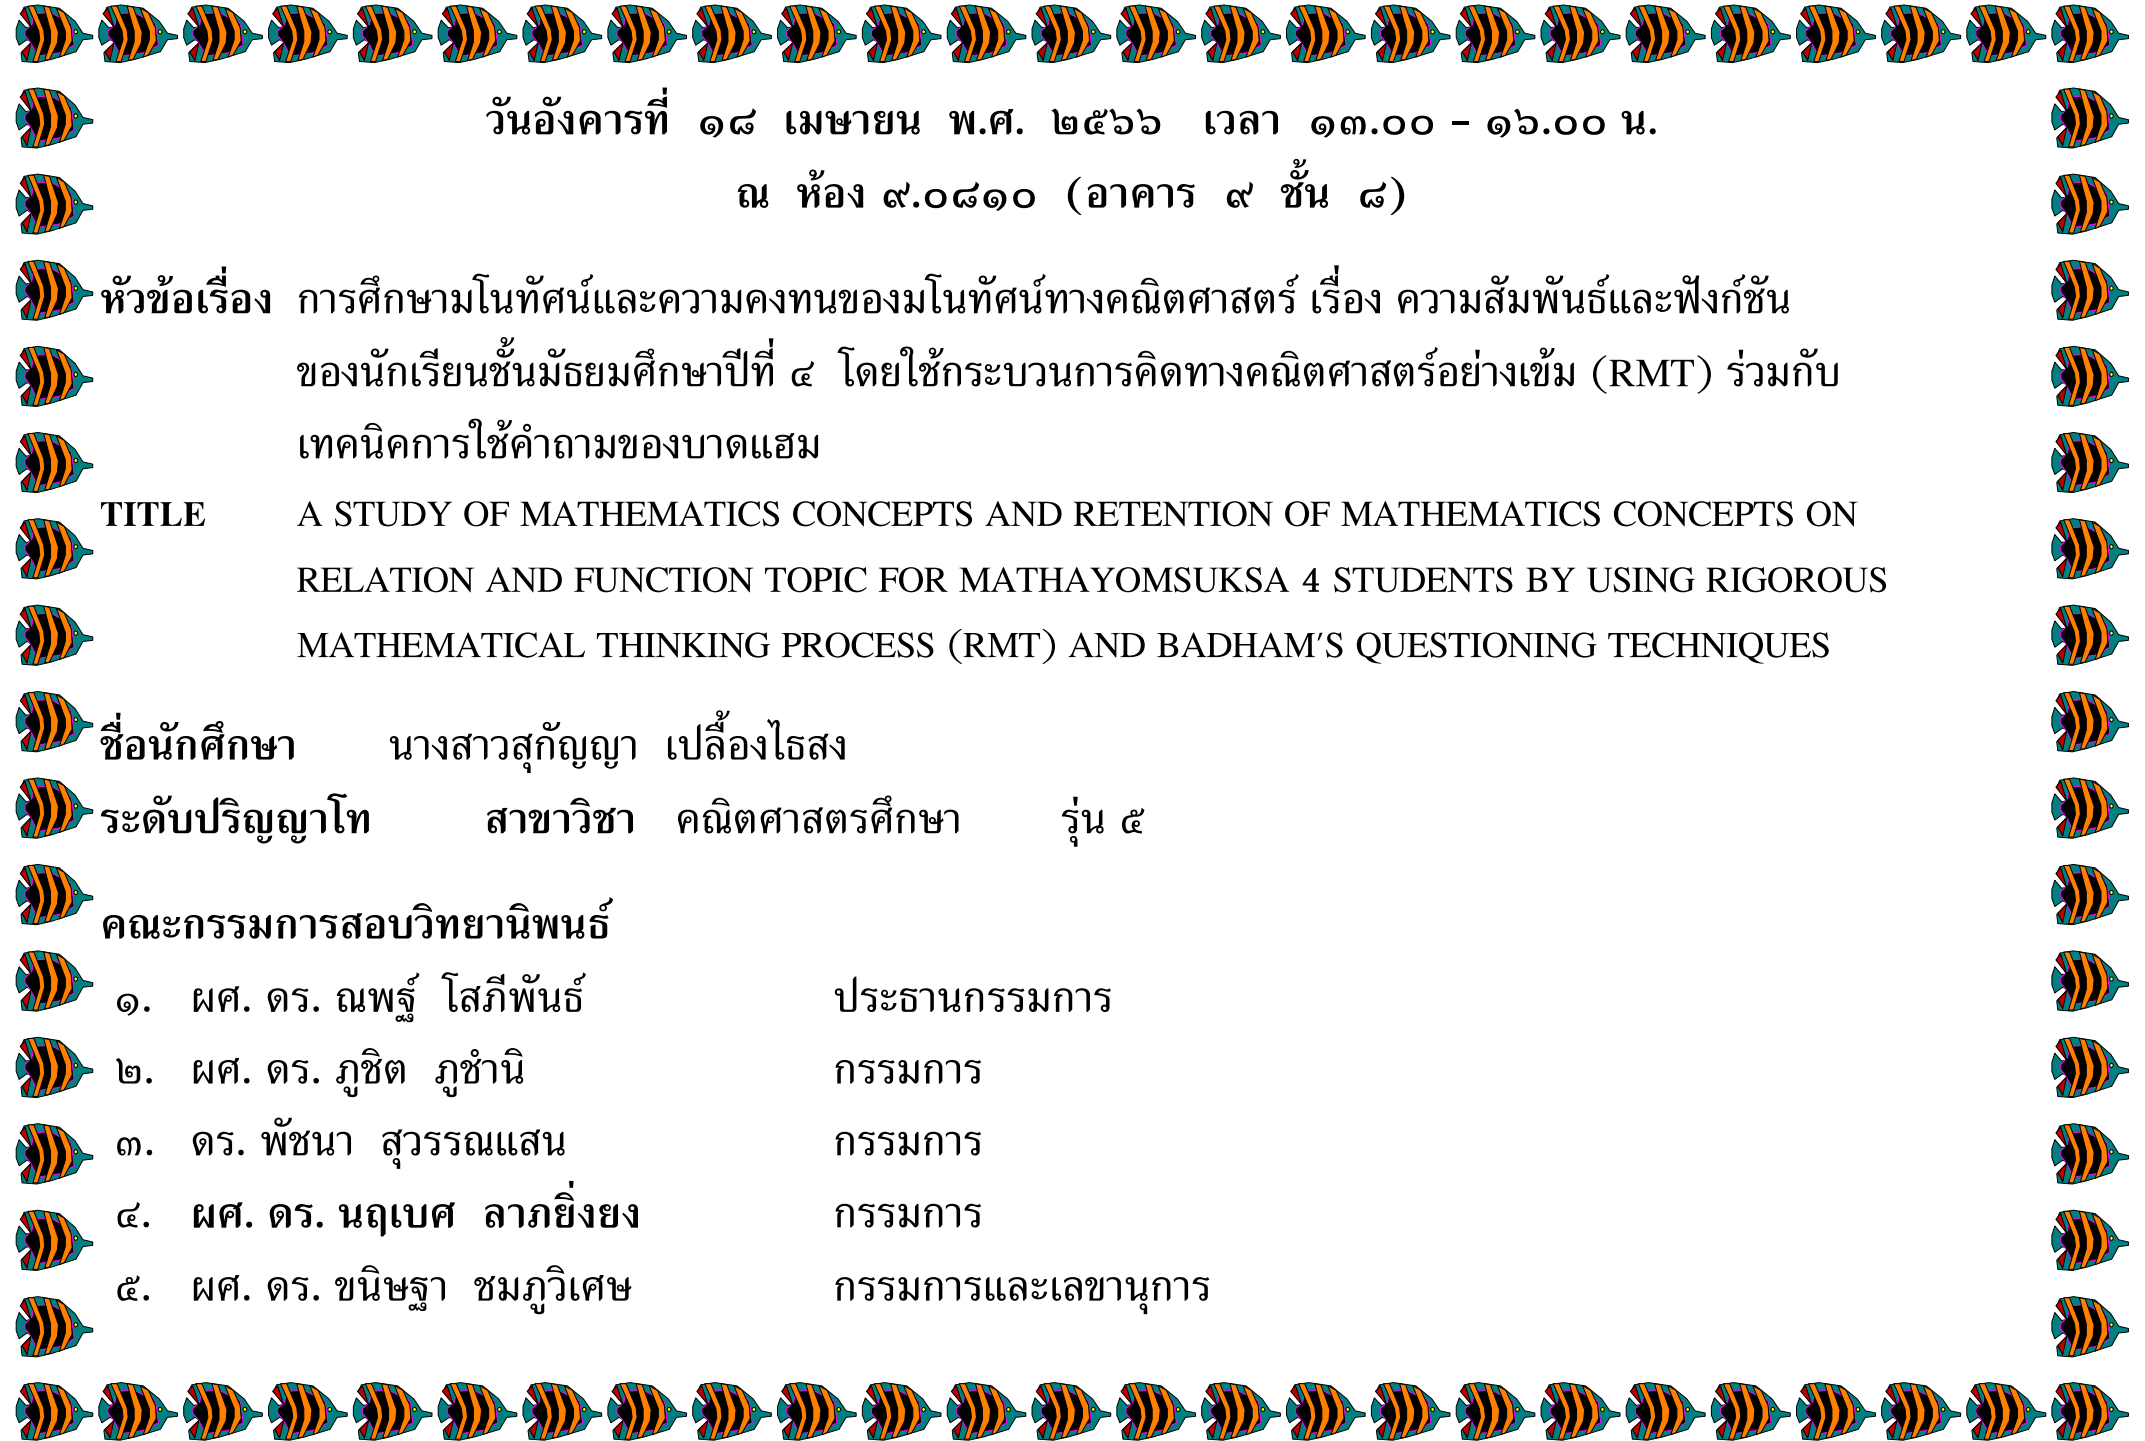 วันอังคารที่ ๑๘ เมษายน พ.ศ. ๒๕๖๖ เวลา ๑๓.๐๐ – ๑๖.๐๐ น.
ณ ห้อง ๙.๐๘๑๐ (อาคาร ๙ ชั้น ๘)
หัวข้อเรื่อง การศึกษามโนทัศน์และความคงทนของมโนทัศน์ทางคณิตศาสตร์ เรื่อง ความสัมพันธ์และฟังก์ชัน
ของนักเรียนชั้นมัธยมศึกษาปีที่ ๔ โดยใช้กระบวนการคิดทางคณิตศาสตร์อย่างเข้ม (RMT) ร่วมกับ
เทคนิคการใช้คำถามของบาดแฮม
TITLE A STUDY OF MATHEMATICS CONCEPTS AND RETENTION OF MATHEMATICS CONCEPTS ON
RELATION AND FUNCTION TOPIC FOR MATHAYOMSUKSA 4 STUDENTS BY USING RIGOROUS
MATHEMATICAL THINKING PROCESS (RMT) AND BADHAM'S QUESTIONING TECHNIQUES
ชื่อนักศึกษา นางสาวสุกัญญา เปลื้องไธสง
ระดับปริญญาโท สาขาวิชา คณิตศาสตรศึกษา รุ่น ๕
คณะกรรมการสอบวิทยานิพนธ์
๑. ผศ. ดร. ณพฐ์ โสภีพันธ์ ประธานกรรมการ
๒. ผศ. ดร. ภูชิต ภูชำนิ กรรมการ
๓. ดร. พัชนา สุวรรณแสน กรรมการ
๔. ผศ. ดร. นฤเบศ ลาภยิ่งยง กรรมการ
๕. ผศ. ดร. ขนิษฐา ชมภูวิเศษ กรรมการและเลขานุการ